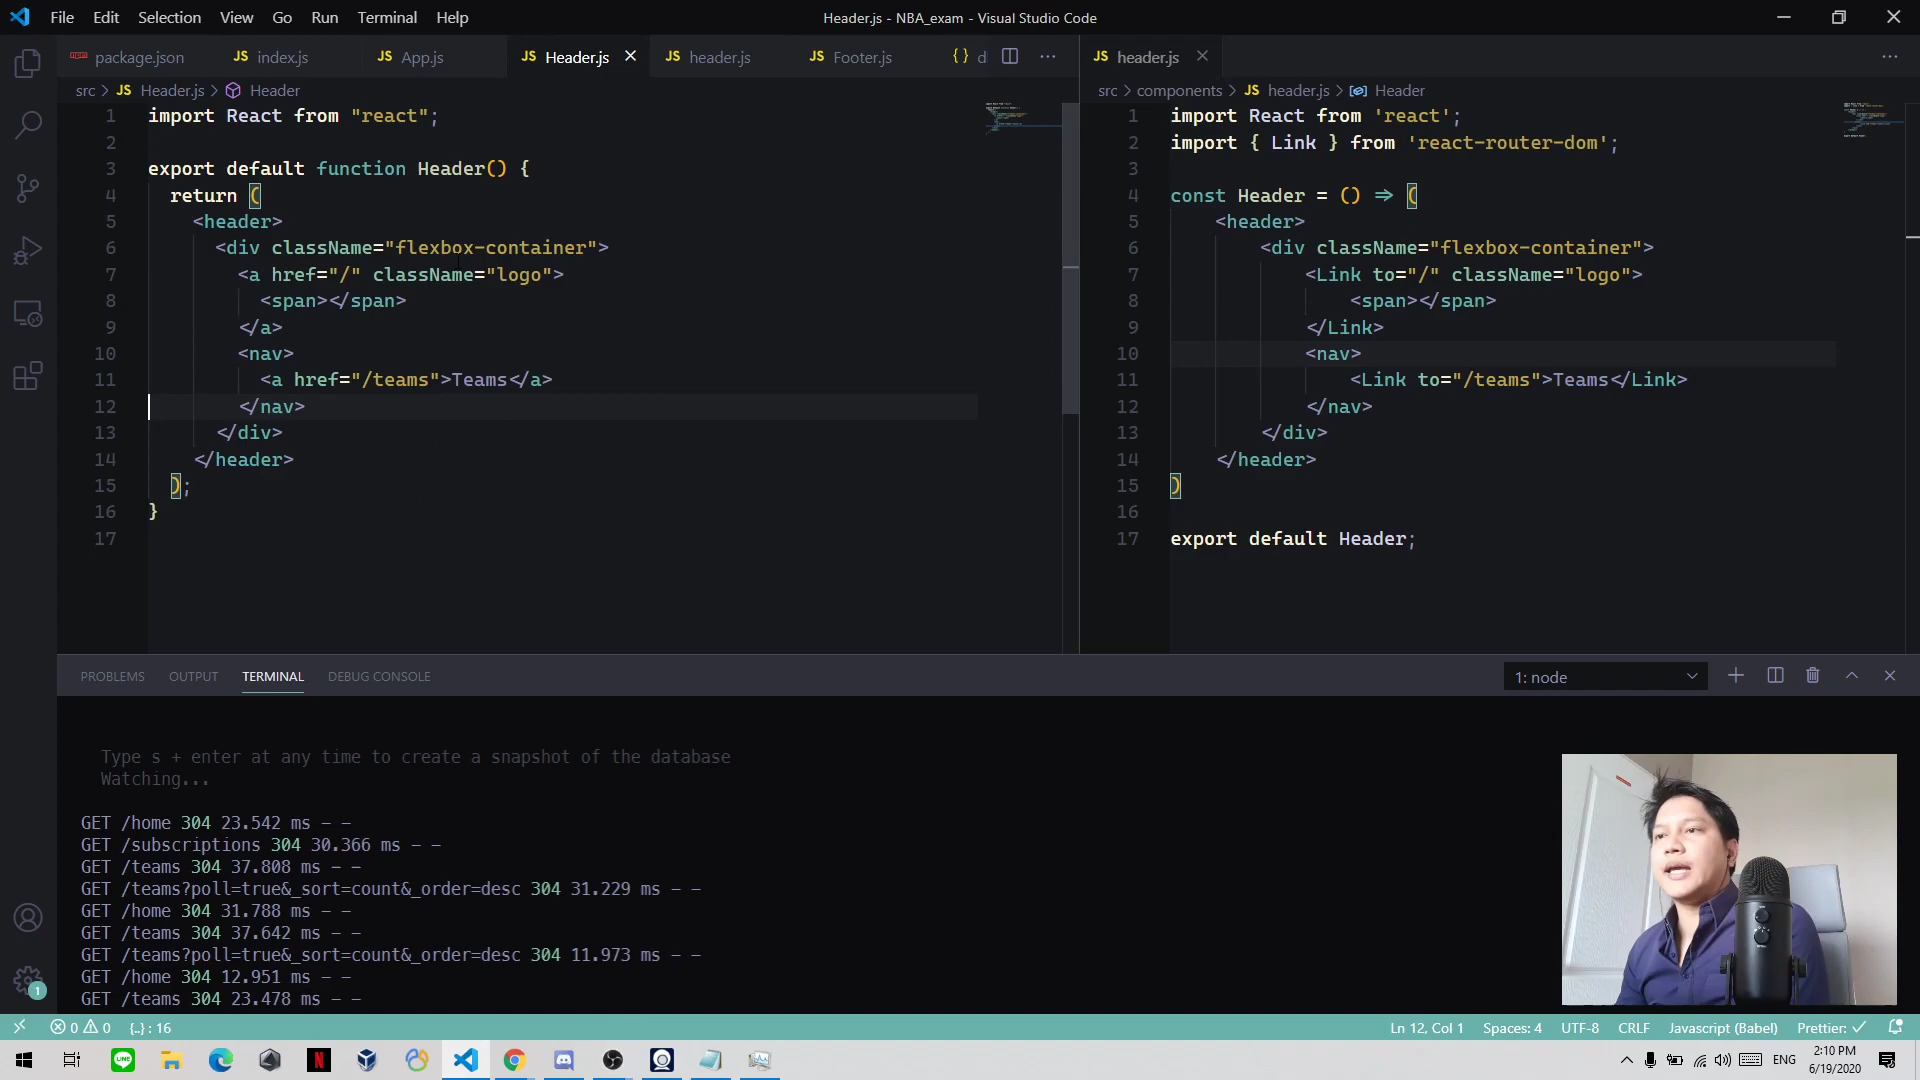 File Edit Selection View Go Run Terminal Help
Header.js - NBA_exam - Visual Studio Code
package.json
JS index.js
JS App.js
JS Header.js
JS header.js
JS Footer.js
{} d
JS header.js
src > JS Header.js > Header
1 import React from "react";
2
3 export default function Header() {
4 return (
5 <header>
6 <div className="flexbox-container">
7 <a href="/" className="logo">
8 <span></span>
9 </a>
10 <nav>
11 <a href="/teams">Teams</a>
12 </nav>
13 </div>
14 </header>
15 );
16 }
17
src > components > JS header.js > Header
1 import React from 'react';
2 import { Link } from 'react-router-dom';
3
4 const Header = () => (
5 <header>
6 <div className="flexbox-container">
7 <Link to="/" className="logo">
8 <span></span>
9 </Link>
10 <nav>
11 <Link to="/teams">Teams</Link>
12 </nav>
13 </div>
14 </header>
15 )
16
17 export default Header;
PROBLEMS OUTPUT TERMINAL DEBUG CONSOLE
1: node
Type s + enter at any time to create a snapshot of the database
Watching...
GET /home 304 23.542 ms - -
GET /subscriptions 304 30.366 ms - -
GET /teams 304 37.808 ms - -
GET /teams?poll=true&_sort=count&_order=desc 304 31.229 ms - -
GET /home 304 31.788 ms - -
GET /teams 304 37.642 ms - -
GET /teams?poll=true&_sort=count&_order=desc 304 11.973 ms - -
GET /home 304 12.951 ms - -
GET /teams 304 23.478 ms - -
1
0 0 {..} : 16
Ln 12, Col 1 Spaces: 4 UTF-8 CRLF Javascript (Babel) Prettier: ✓
LINE
N
ENG
2:10 PM
6/19/2020